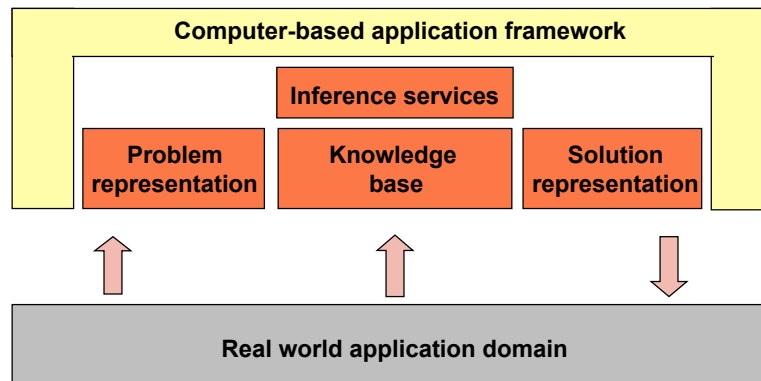 Computer-based application framework
Inference services
Problem
representation
Knowledge
base
Solution
representation
Real world application domain